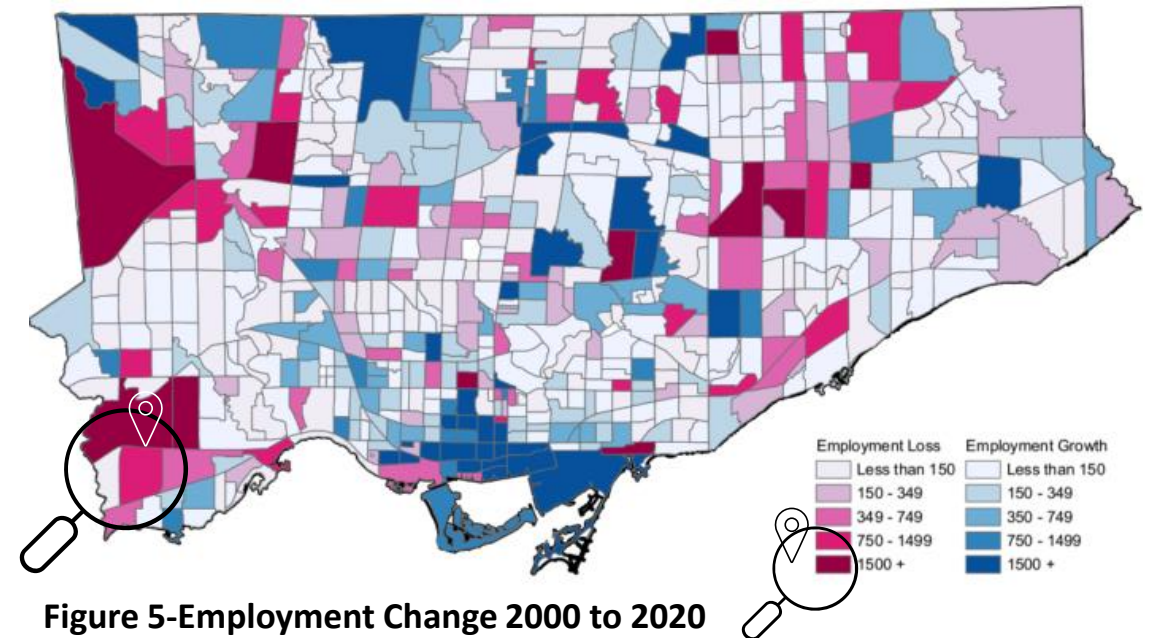 Employment Loss Employment Growth
Less than 150 Less than 150
150 - 349 150 - 349
349 - 749 350 - 749
750 - 1499 750 - 1499
1500 + 1500 +
Figure 5-Employment Change 2000 to 2020